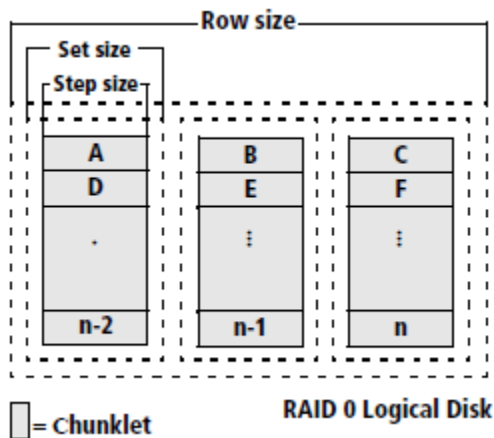 Row size
Set size
Step size
A B C
D E F
n-2 n-1 n
= Chunklet
RAID 0 Logical Disk